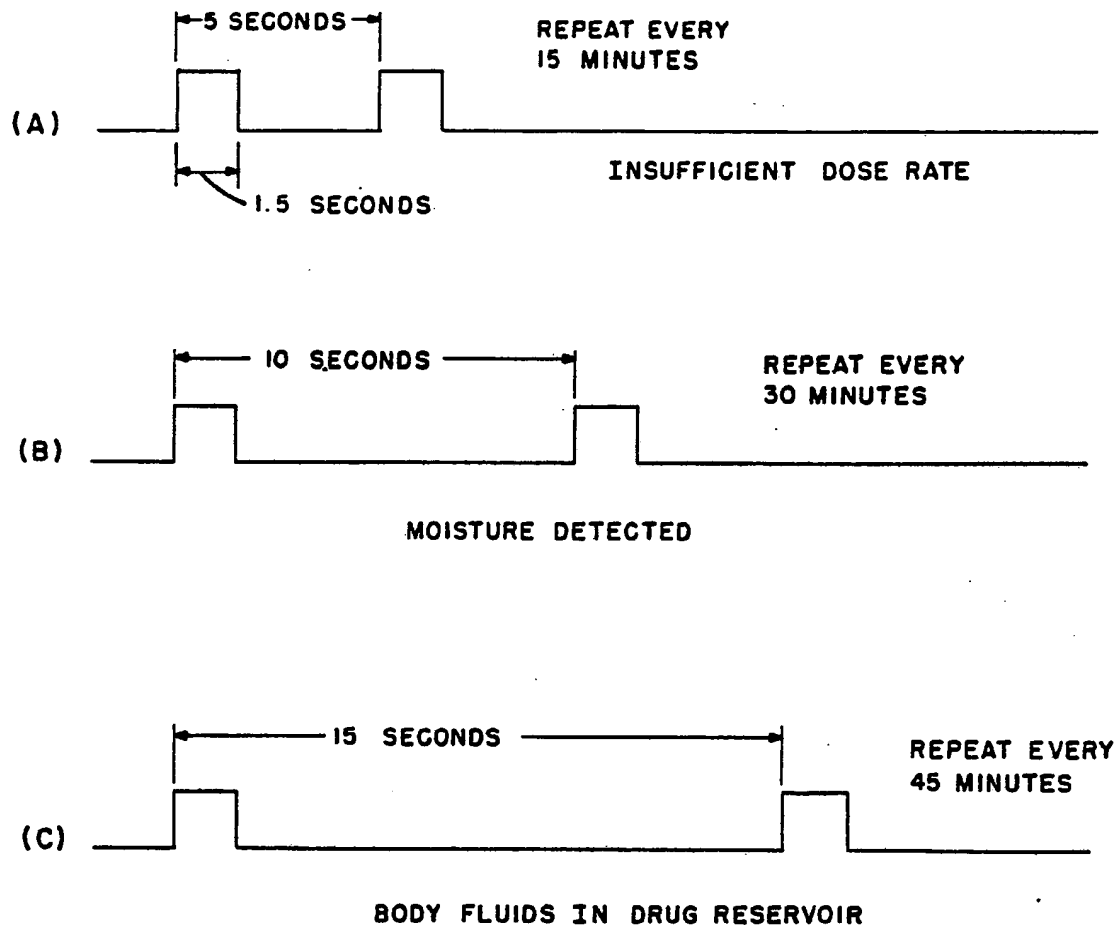 5 SECONDS
REPEAT EVERY
15 MINUTES
(A)
INSUFFICIENT DOSE RATE
1.5 SECONDS
10 SECONDS
REPEAT EVERY
30 MINUTES
(B)
MOISTURE DETECTED
15 SECONDS
REPEAT EVERY
45 MINUTES
(C)
BODY FLUIDS IN DRUG RESERVOIR